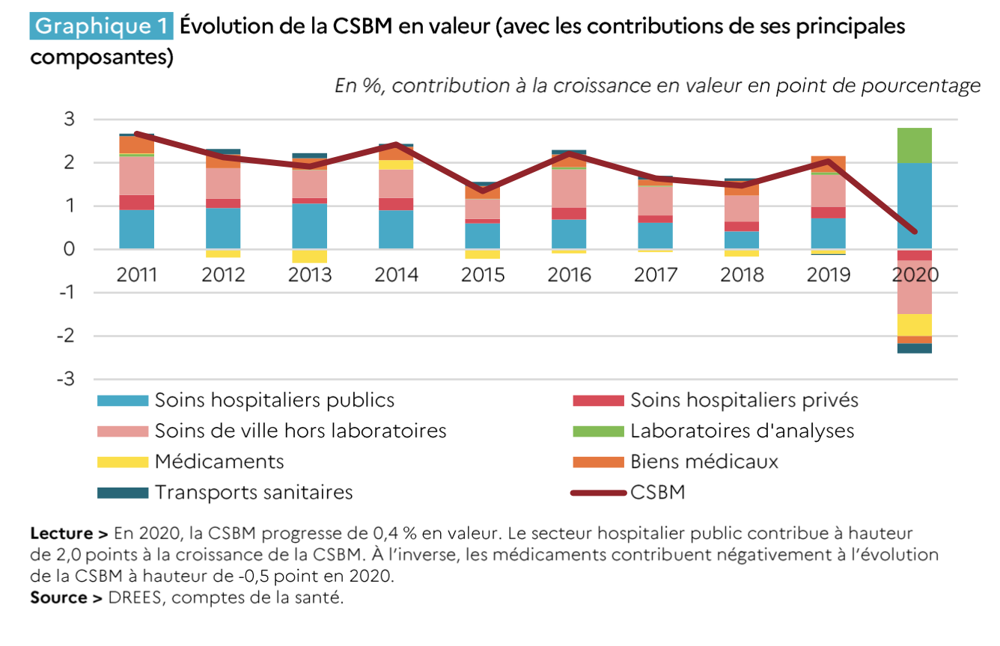 Graphique 1 Évolution de la CSBM en valeur (avec les contributions de ses principales
composantes)
En %, contribution à la croissance en valeur en point de pourcentage
3
2
1
0
2011 2012 2013 2014 2015 2016 2017 2018 2019 2020
-1
-2
-3
Soins hospitaliers publics Soins hospitaliers privés
Soins de ville hors laboratoires Laboratoires d'analyses
Médicaments Biens médicaux
Transports sanitaires CSBM
Lecture > En 2020, la CSBM progresse de 0,4 % en valeur. Le secteur hospitalier public contribue à hauteur
de 2,0 points à la croissance de la CSBM. À l’inverse, les médicaments contribuent négativement à l’évolution
de la CSBM à hauteur de -0,5 point en 2020.
Source > DREES, comptes de la santé.